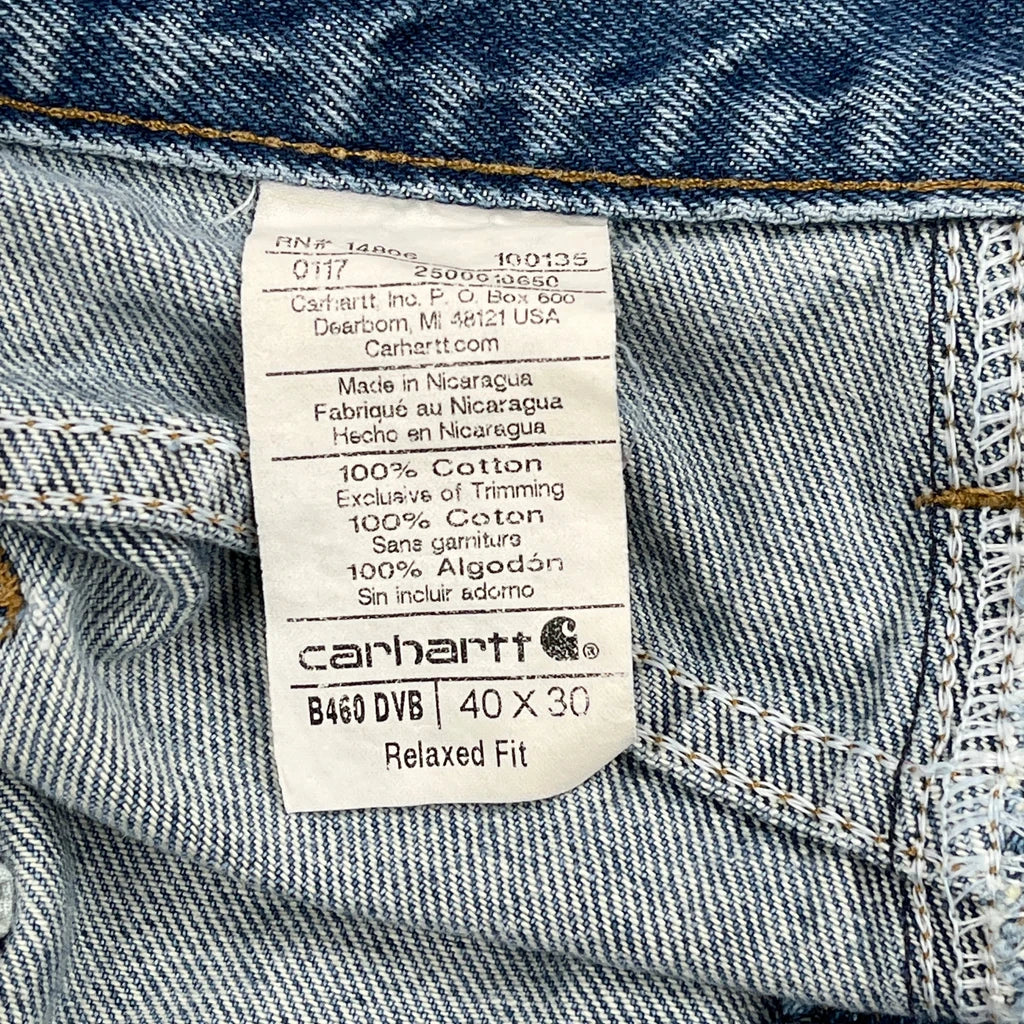 RN# 14806 100135
0117 2500610650
Carhartt, Inc. P. O. Box 600
Dearborn, MI 48121 USA
Carhartt.com
Made in Nicaragua
Fabriqué au Nicaragua
Hecho en Nicaragua
100% Cotton
Exclusive of Trimming
100% Coton
Sans garniture
100% Algodón
Sin incluir adorno
carhartt ®
B460 DVB 40 X 30
Relaxed Fit